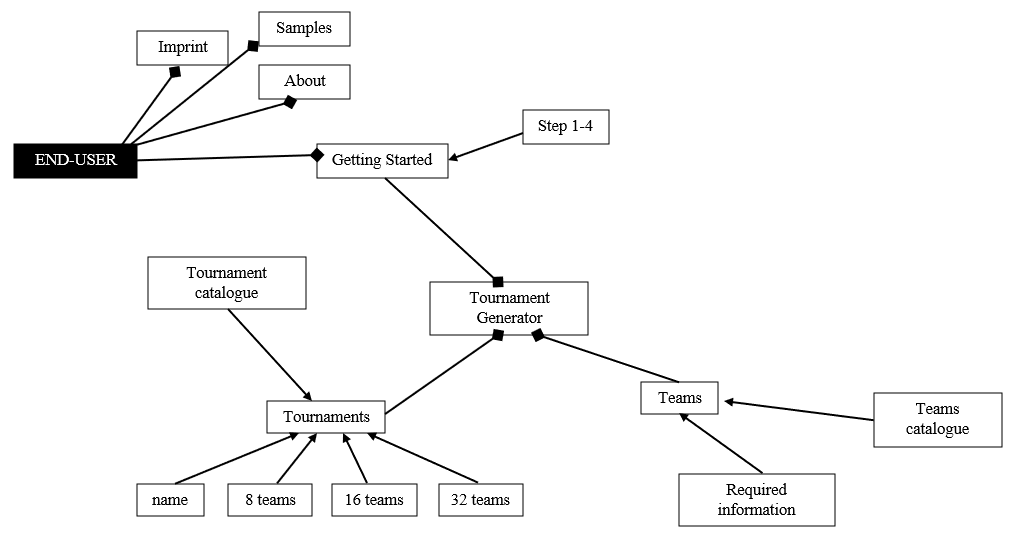 Samples
Imprint
About
Step 1-4
END-USER
Getting Started
Tournament
catalogue
Tournament
Generator
Teams
Teams
catalogue
Tournaments
Required
information
name
8 teams
16 teams
32 teams